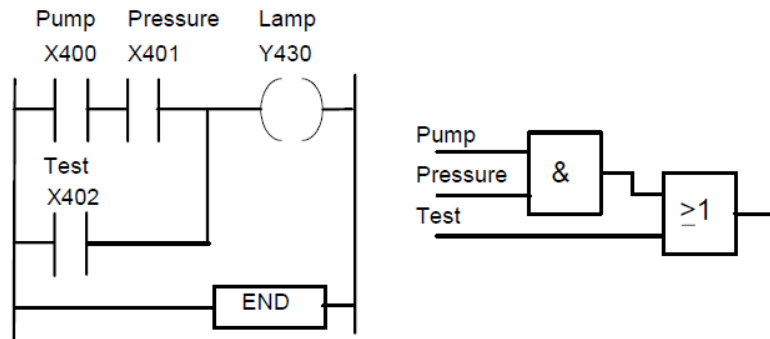 Pump Pressure Lamp
X400 X401 Y430
Test
X402
END
Pump
Pressure
Test
&
≥1